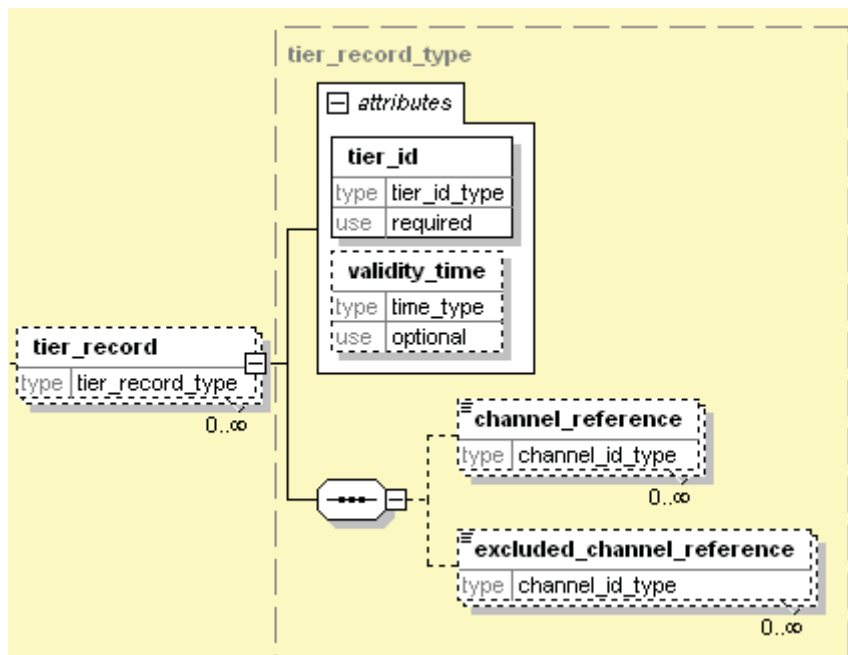 tier_record_type
attributes
tier_id
type tier_id_type
use required
validity_time
type time_type
use optional
tier_record
type tier_record_type
0..∞
channel_reference
type channel_id_type
0..∞
excluded_channel_reference
type channel_id_type
0..∞